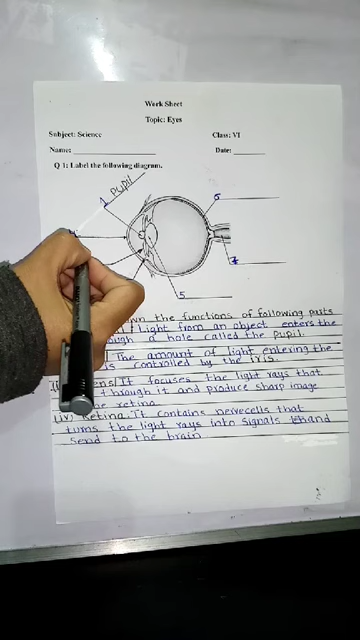 Work Sheet
Topic: Eyes
Subject: Science Class: VI
Name: Date:
Q 1: Label the following diagram.
1 Pupil
6
5
the functions of following parts
Light from an object enters the
a hole called the pupil.
The amount of light entering the
is controlled by the iris.
It focuses the light rays that
through it and produce sharp image
retina
(iv) Retina: It contains nervecells that
turns the light rays into signals and
send to the brain